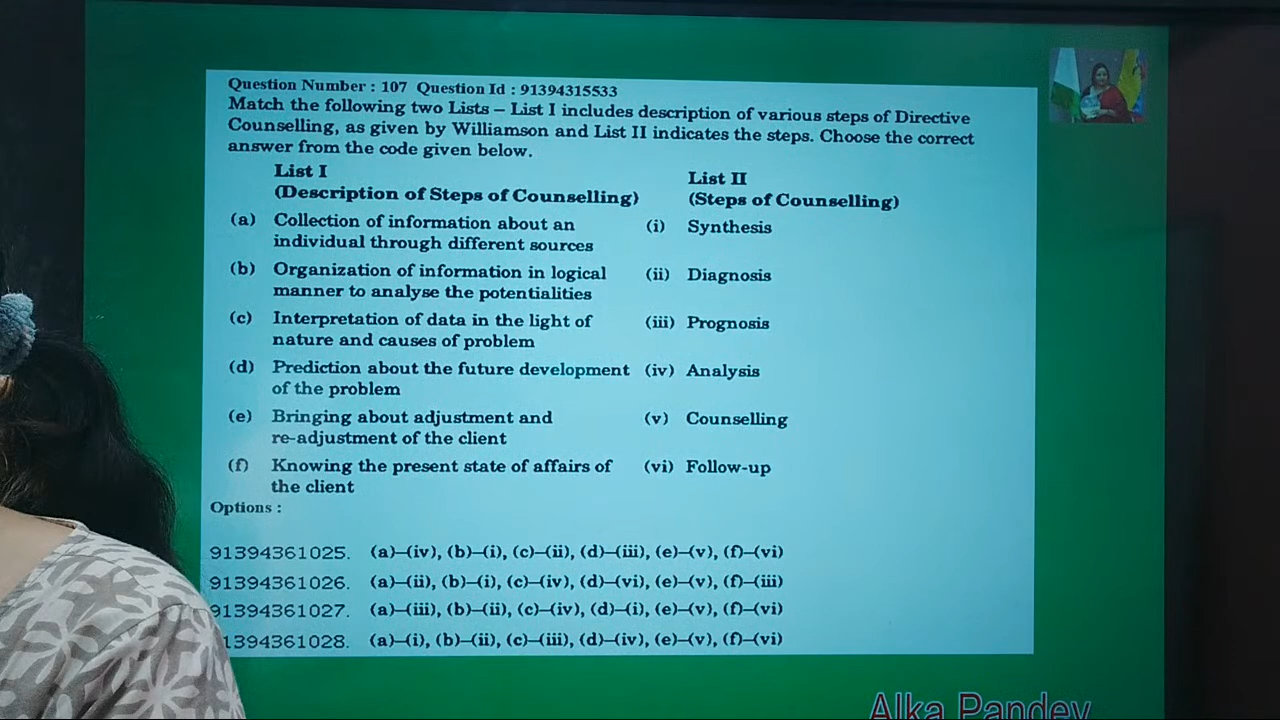 Question Number : 107 Question Id : 91394315533
Match the following two Lists – List I includes description of various steps of Directive
Counselling, as given by Williamson and List II indicates the steps. Choose the correct
answer from the code given below.
List I
(Description of Steps of Counselling)
List II
(Steps of Counselling)
(a) Collection of information about an
individual through different sources
(i) Synthesis
(b) Organization of information in logical
manner to analyse the potentialities
(ii) Diagnosis
(c) Interpretation of data in the light of
nature and causes of problem
(iii) Prognosis
(d) Prediction about the future development
of the problem
(iv) Analysis
(e) Bringing about adjustment and
re-adjustment of the client
(v) Counselling
(f) Knowing the present state of affairs of
the client
(vi) Follow-up
Options :
91394361025. (a)–(iv), (b)–(i), (c)–(ii), (d)–(iii), (e)–(v), (f)–(vi)
91394361026. (a)–(ii), (b)–(i), (c)–(iv), (d)–(vi), (e)–(v), (f)–(iii)
91394361027. (a)–(iii), (b)–(ii), (c)–(iv), (d)–(i), (e)–(v), (f)–(vi)
1394361028. (a)–(i), (b)–(ii), (c)–(iii), (d)–(iv), (e)–(v), (f)–(vi)
Alka Pandey